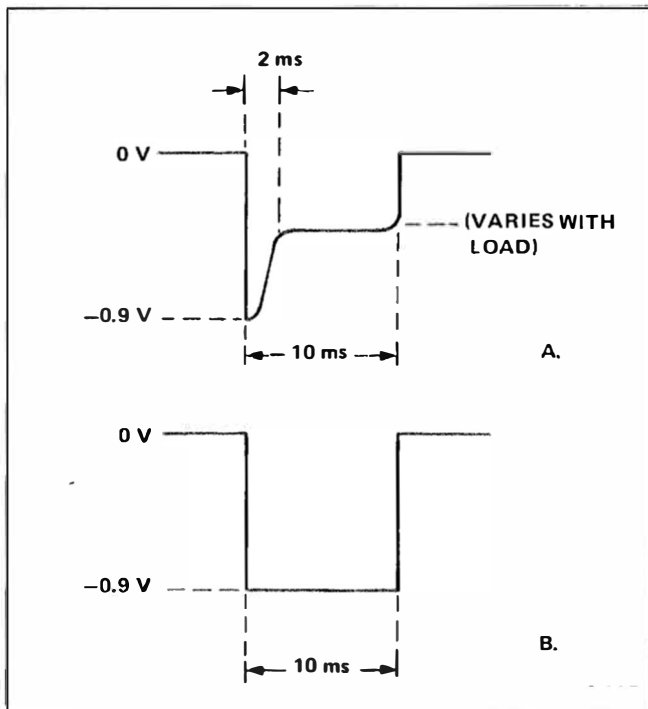 2 ms
0 V
(VARIES WITH
LOAD)
−0.9 V
10 ms
A.
0 V
−0.9 V
10 ms
B.